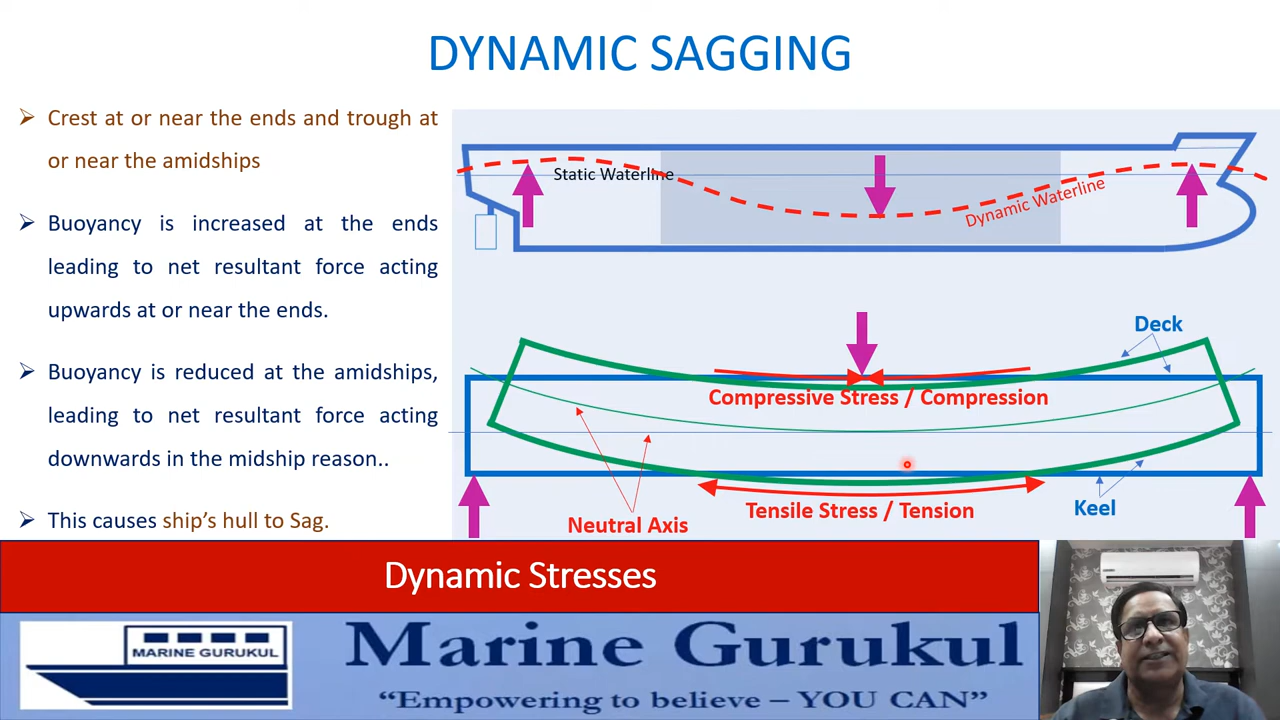 DYNAMIC SAGGING
➢ Crest at or near the ends and trough at
or near the amidships
➢ Buoyancy is increased at the ends
leading to net resultant force acting
upwards at or near the ends.
➢ Buoyancy is reduced at the amidships,
leading to net resultant force acting
downwards in the midship reason..
➢ This causes ship's hull to Sag.
Static Waterline
Dynamic Waterline
Deck
Compressive Stress / Compression
Tensile Stress / Tension
Keel
Neutral Axis
Dynamic Stresses
MARINE GURUKUL
Marine Gurukul
“Empowering to believe – YOU CAN”